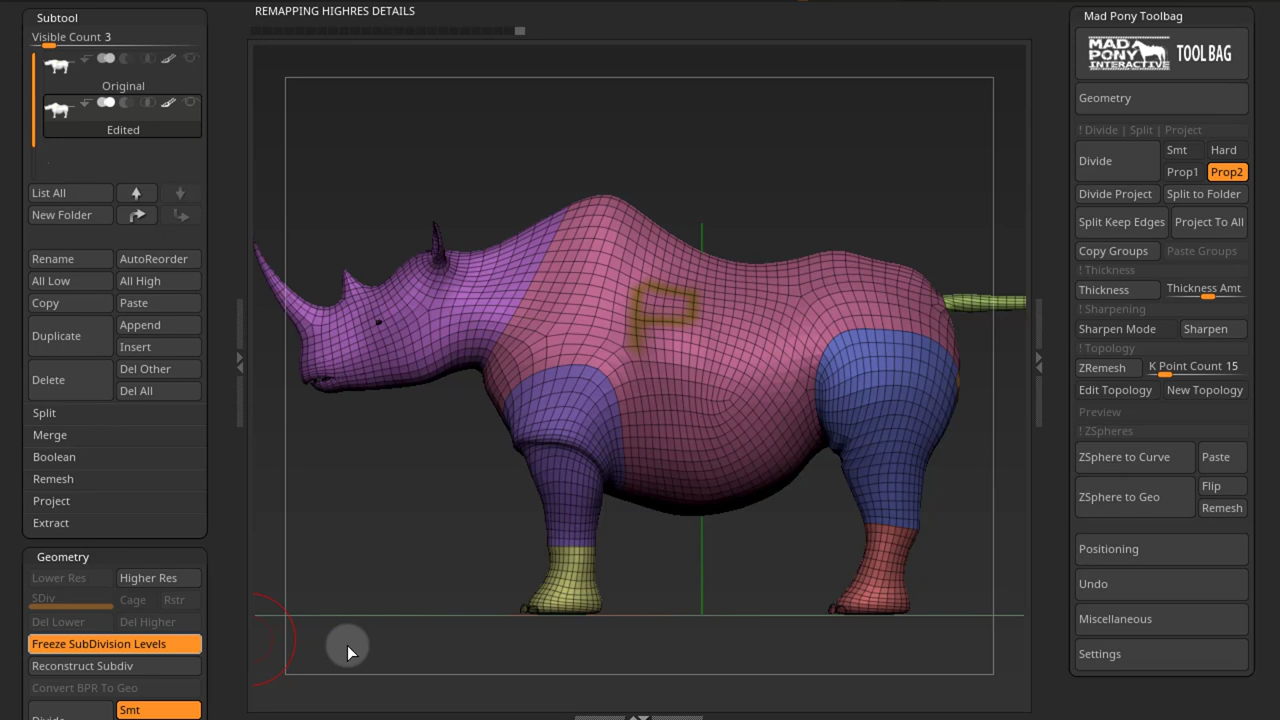 REMAPPING HIGHRES DETAILS
Subtool
Visible Count 3
Original
Edited
List All
New Folder
Rename AutoReorder
All Low All High
Copy Paste
Duplicate Append
Insert
Delete Del Other
Del All
Split
Merge
Boolean
Remesh
Project
Extract
Geometry
Lower Res Higher Res
SDiv Cage Rstr
Del Lower Del Higher
Freeze SubDivision Levels
Reconstruct Subdiv
Convert BPR To Geo
Divide Smt
P
Mad Pony Toolbag
MAD PONY INTERACTIVE TOOLBAG
Geometry
! Divide | Split | Project
Divide Smt Hard
Prop1 Prop2
Divide Project Split to Folder
Split Keep Edges Project To All
Copy Groups Paste Groups
! Thickness
Thickness Thickness Amt
! Sharpening
Sharpen Mode Sharpen
! Topology
ZRemesh K Point Count 15
Edit Topology New Topology
Preview
! ZSpheres
ZSphere to Curve Paste
ZSphere to Geo Flip
Remesh
Positioning
Undo
Miscellaneous
Settings